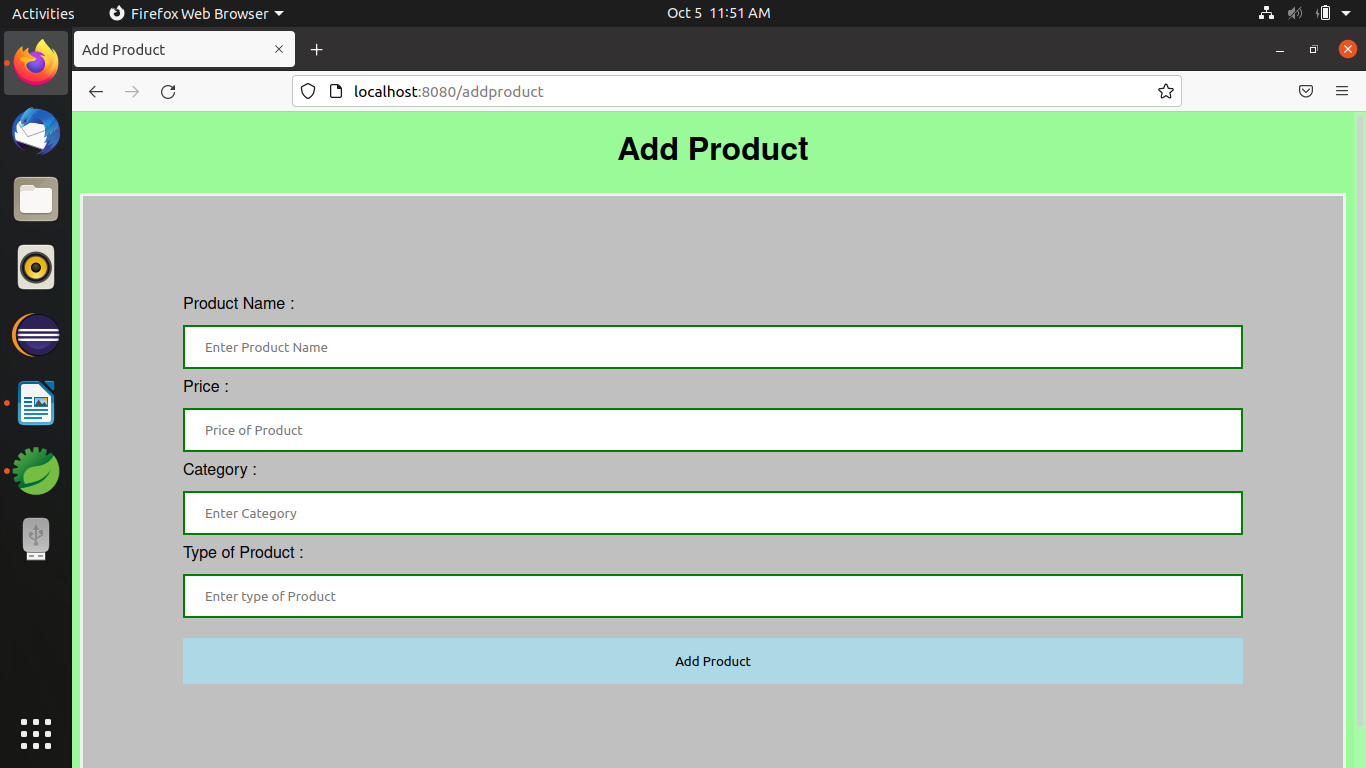 Activities
Firefox Web Browser
Oct 5 11:51 AM
Add Product
localhost:8080/addproduct
Add Product
Product Name :
Enter Product Name
Price :
Price of Product
Category :
Enter Category
Type of Product :
Enter type of Product
Add Product